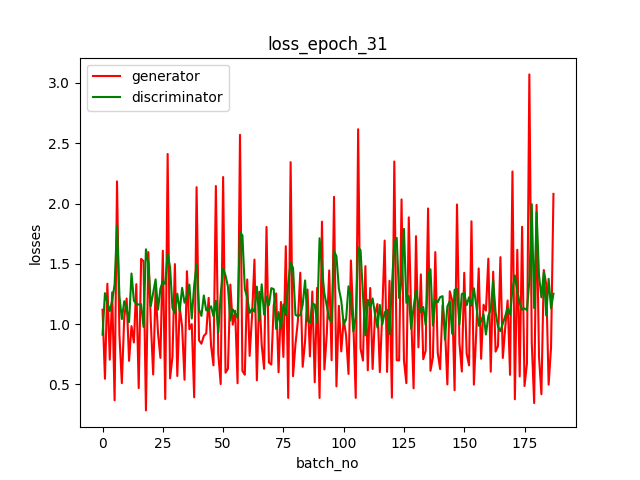 loss_epoch_31
generator
discriminator
losses
3.0
2.5
2.0
1.5
1.0
0.5
0 25 50 75 100 125 150 175
batch_no